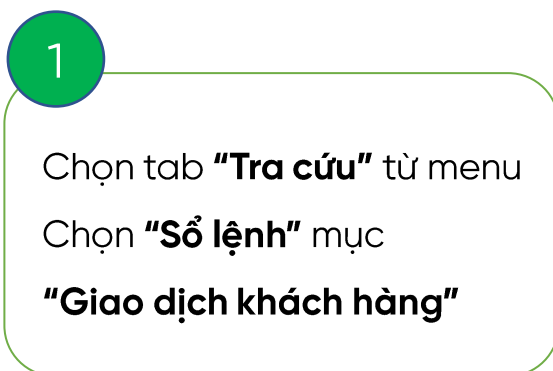 1
Chọn tab “Tra cứu” từ menu
Chọn “Sổ lệnh” mục
“Giao dịch khách hàng”